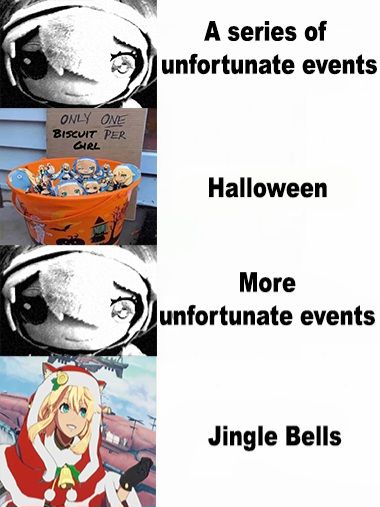 A series of
unfortunate events
ONLY ONE
BISCUIT PER
GIRL
Halloween
More
unfortunate events
Jingle Bells